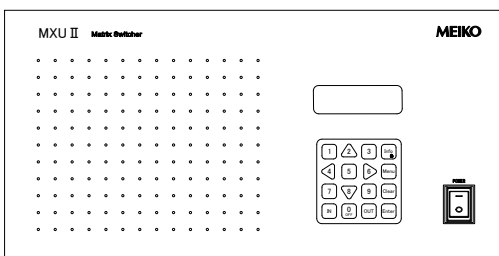 MXU II Matrix Switcher
MEIKO
1 2 3 Info
4 5 6 Menu
7 8 9 Clear
IN 0 OFF OUT Enter
POWER